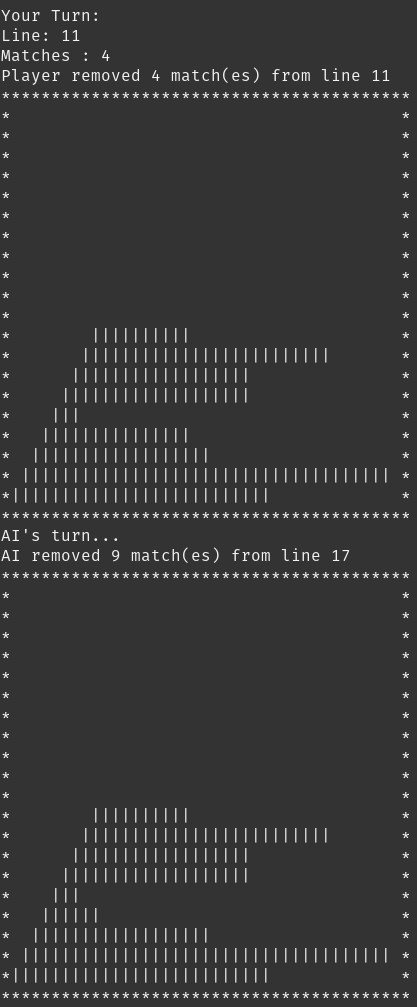 Your Turn:
Line: 11
Matches : 4
Player removed 4 match(es) from line 11
*****************************************
*                                       *
*                                       *
*                                       *
*                                       *
*                                       *
*                                       *
*                                       *
*                                       *
*                                       *
*                                       *
*                                       *
*        ||||||||||                     *
*       |||||||||||||||||||||||||       *
*      ||||||||||||||||||               *
*     |||||||||||||||||||               *
*    |||                                *
*   |||||||||||||||                     *
*  ||||||||||||||||||                   *
* ||||||||||||||||||||||||||||||||||||| *
*||||||||||||||||||||||||||             *
*****************************************
AI's turn...
AI removed 9 match(es) from line 17
*****************************************
*                                       *
*                                       *
*                                       *
*                                       *
*                                       *
*                                       *
*                                       *
*                                       *
*                                       *
*                                       *
*                                       *
*        ||||||||||                     *
*       |||||||||||||||||||||||||       *
*      ||||||||||||||||||               *
*     |||||||||||||||||||               *
*    |||                                *
*   ||||||                              *
*  ||||||||||||||||||                   *
* ||||||||||||||||||||||||||||||||||||| *
*||||||||||||||||||||||||||             *
*****************************************